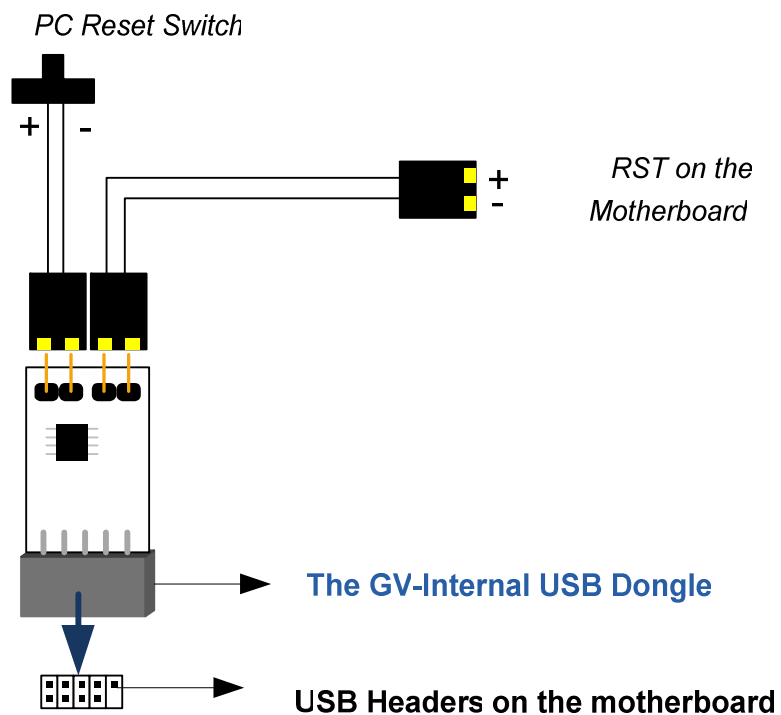 PC Reset Switch
+ -
+
-
RST on the
Motherboard
The GV-Internal USB Dongle
USB Headers on the motherboard